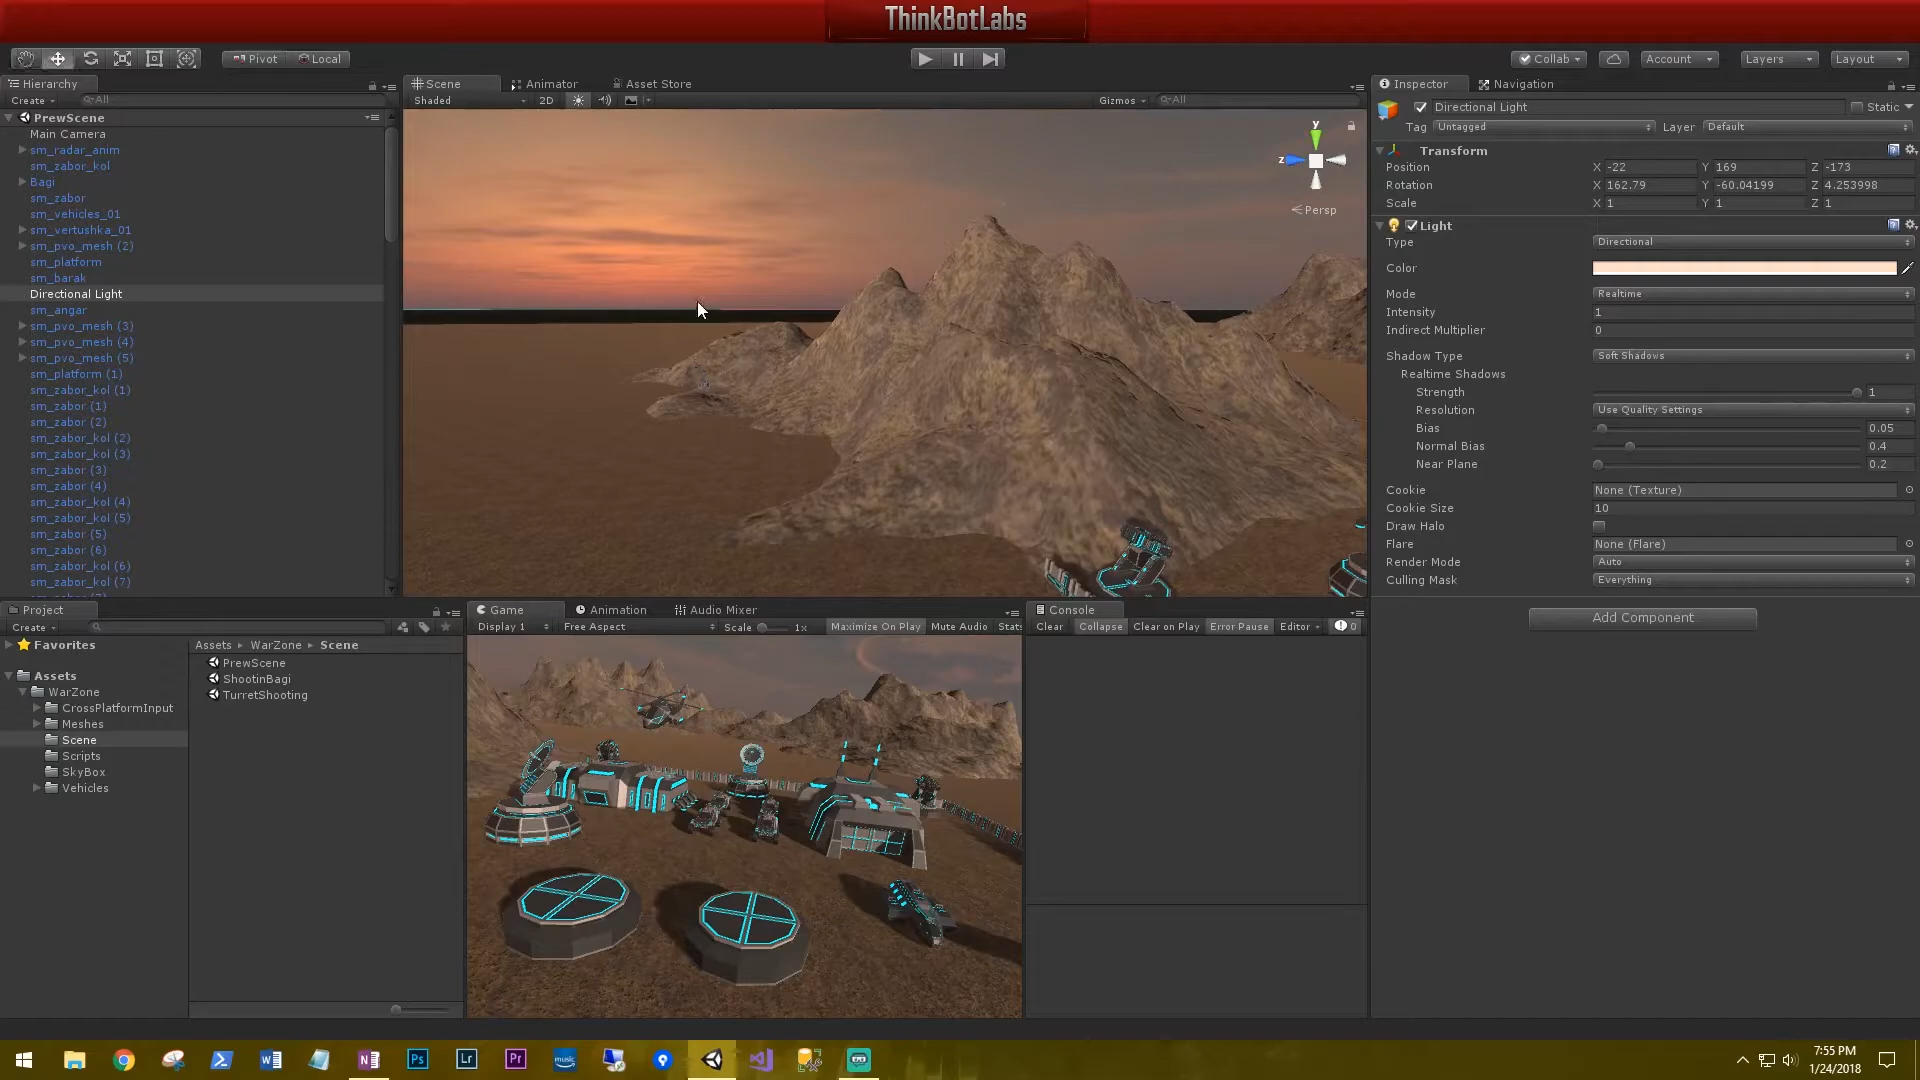 ThinkBotLabs
Pivot Local Collab Account Layers Layout
Hierarchy
Create All
PrewScene
Main Camera
sm_radar_anim
sm_zabor_kol
Bagi
sm_zabor
sm_vehicles_01
sm_vertushka_01
sm_pvo_mesh (2)
sm_platform
sm_barak
Directional Light
sm_angar
sm_pvo_mesh (3)
sm_pvo_mesh (4)
sm_pvo_mesh (5)
sm_platform (1)
sm_zabor_kol (1)
sm_zabor (1)
sm_zabor (2)
sm_zabor_kol (2)
sm_zabor_kol (3)
sm_zabor (3)
sm_zabor (4)
sm_zabor_kol (4)
sm_zabor_kol (5)
sm_zabor (5)
sm_zabor (6)
sm_zabor_kol (6)
sm_zabor_kol (7)
Scene Animator Asset Store
Shaded 2D Gizmos All
y
z
Persp
Inspector Navigation
Directional Light Static
Tag Untagged Layer Default
Transform
Position X -22 Y 169 Z -173
Rotation X 162.79 Y -60.04199 Z 4.253998
Scale X 1 Y 1 Z 1
Light
Type Directional
Color
Mode Realtime
Intensity 1
Indirect Multiplier 0
Shadow Type Soft Shadows
Realtime Shadows
Strength 1
Resolution Use Quality Settings
Bias 0.05
Normal Bias 0.4
Near Plane 0.2
Cookie None (Texture)
Cookie Size 10
Draw Halo
Flare None (Flare)
Render Mode Auto
Culling Mask Everything
Add Component
Project
Create
Favorites
Assets
WarZone
CrossPlatformInput
Meshes
Scene
Scripts
SkyBox
Vehicles
Assets WarZone Scene
PrewScene
ShootinBagi
TurretShooting
Game Animation Audio Mixer
Display 1 Free Aspect Scale 1x Maximize On Play Mute Audio Stats
Console
Clear Collapse Clear on Play Error Pause Editor 0
Ps Lr Pr music
7:55 PM
1/24/2018